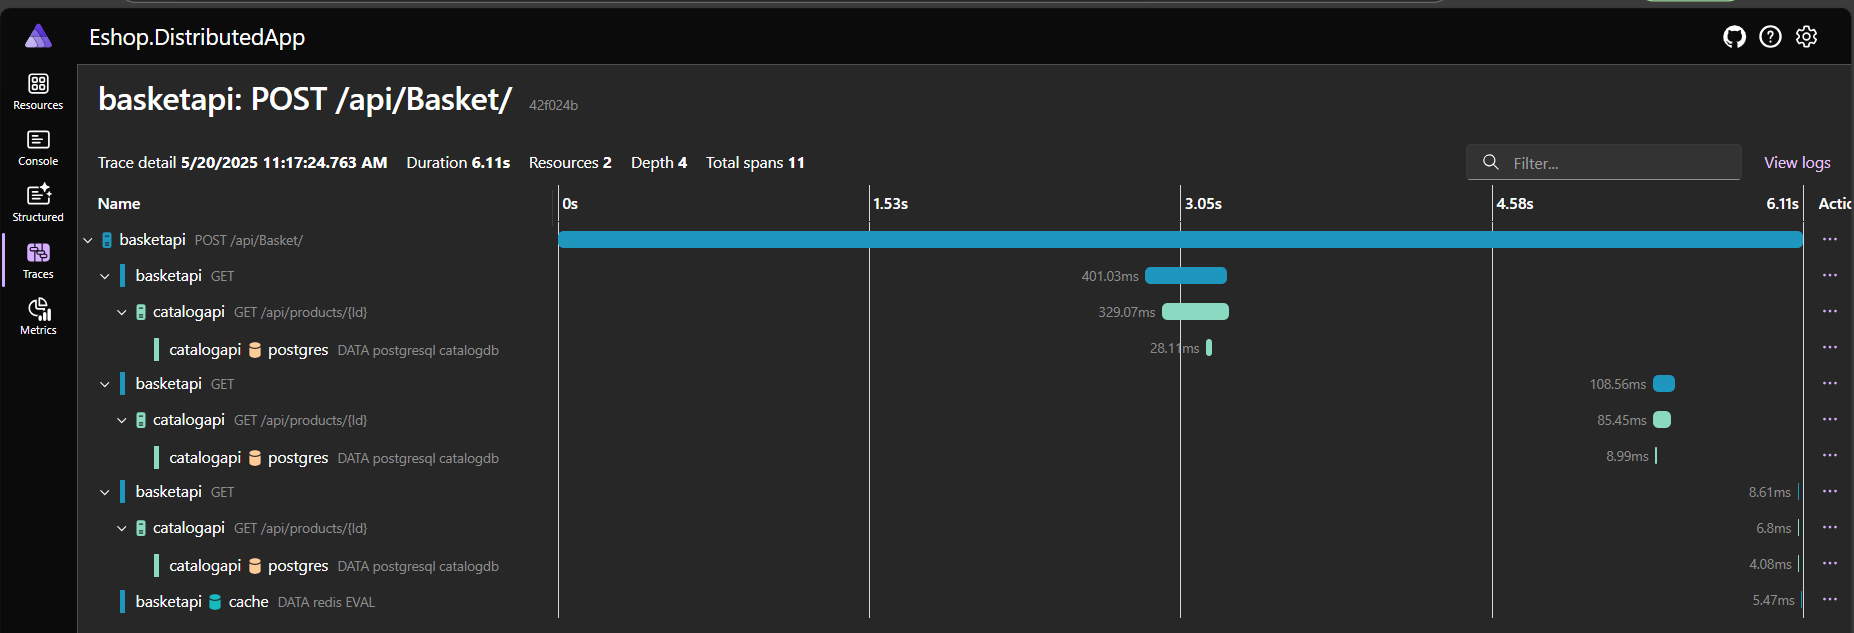 Eshop.DistributedApp
Resources
Console
Structured
Traces
Metrics
basketapi: POST /api/Basket/ 42f024b
Trace detail 5/20/2025 11:17:24.763 AM Duration 6.11s Resources 2 Depth 4 Total spans 11
Filter...
View logs
Name 0s 1.53s 3.05s 4.58s 6.11s Actio
basketapi POST /api/Basket/
basketapi GET 401.03ms
catalogapi GET /api/products/{Id} 329.07ms
catalogapi postgres DATA postgresql catalogdb 28.11ms
basketapi GET 108.56ms
catalogapi GET /api/products/{Id} 85.45ms
catalogapi postgres DATA postgresql catalogdb 8.99ms
basketapi GET 8.61ms
catalogapi GET /api/products/{Id} 6.8ms
catalogapi postgres DATA postgresql catalogdb 4.08ms
basketapi cache DATA redis EVAL 5.47ms